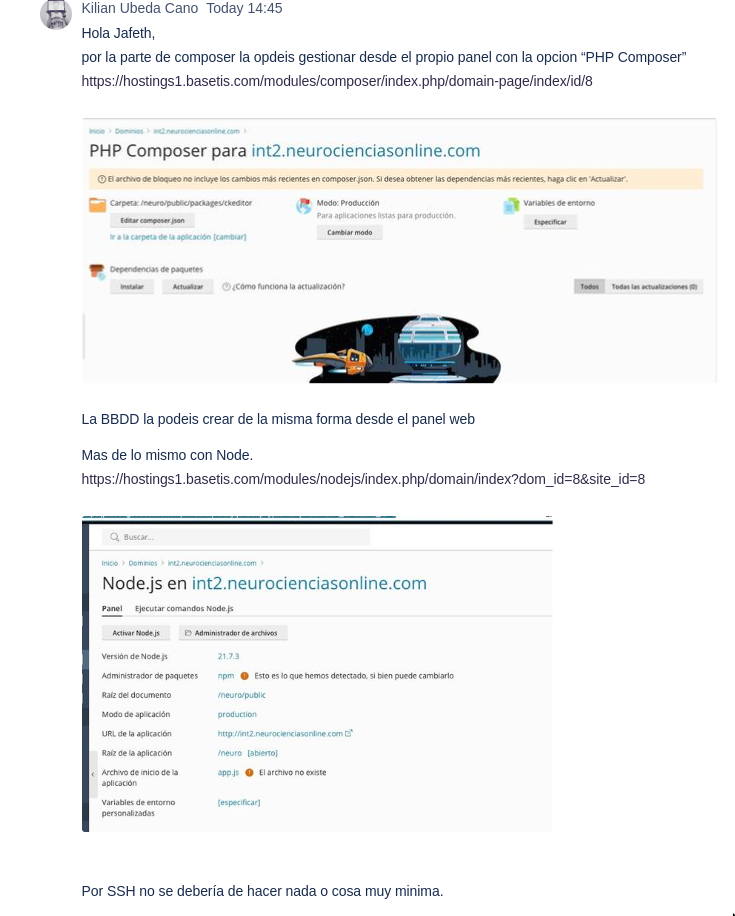 Kilian Ubeda Cano Today 14:45
Hola Jafeth,
por la parte de composer la opdeis gestionar desde el propio panel con la opcion “PHP Composer”
https://hostings1.basetis.com/modules/composer/index.php/domain-page/index/id/8
Inicio > Dominios > int2.neurocienciasonline.com >
PHP Composer para int2.neurocienciasonline.com
El archivo de bloqueo no incluye los cambios más recientes en composer.json. Si desea obtener las dependencias más recientes, haga clic en 'Actualizar'.
Carpeta: /neuro/public/packages/ckeditor
Editar composer.json
Ir a la carpeta de la aplicación [cambiar]
Modo: Producción
Para aplicaciones listas para producción.
Cambiar modo
Variables de entorno
Especificar
Dependencias de paquetes
Instalar Actualizar ¿Cómo funciona la actualización? Todos Todas las actualizaciones (0)
La BBDD la podeis crear de la misma forma desde el panel web
Mas de lo mismo con Node.
https://hostings1.basetis.com/modules/nodejs/index.php/domain/index?dom_id=8&site_id=8
Buscar...
Inicio > Dominios > int2.neurocienciasonline.com >
Node.js en int2.neurocienciasonline.com
Panel Ejecutar comandos Node.js
Activar Node.js Administrador de archivos
Versión de Node.js 21.7.3
Administrador de paquetes npm Esto es lo que hemos detectado, si bien puede cambiarlo
Raíz del documento /neuro/public
Modo de aplicación production
URL de la aplicación http://int2.neurocienciasonline.com
Raíz de la aplicación /neuro [abierto]
Archivo de inicio de la aplicación app.js El archivo no existe
Variables de entorno personalizadas [especificar]
Por SSH no se debería de hacer nada o cosa muy minima.